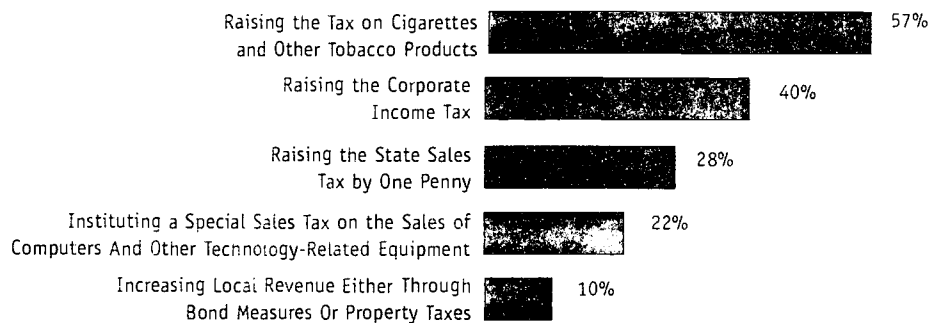 Raising the Tax on Cigarettes
and Other Tobacco Products
57%
Raising the Corporate
Income Tax
40%
Raising the State Sales
Tax by One Penny
28%
Instituting a Special Sales Tax on the Sales of
Computers And Other Technology-Related Equipment
22%
Increasing Local Revenue Either Through
Bond Measures Or Property Taxes
10%